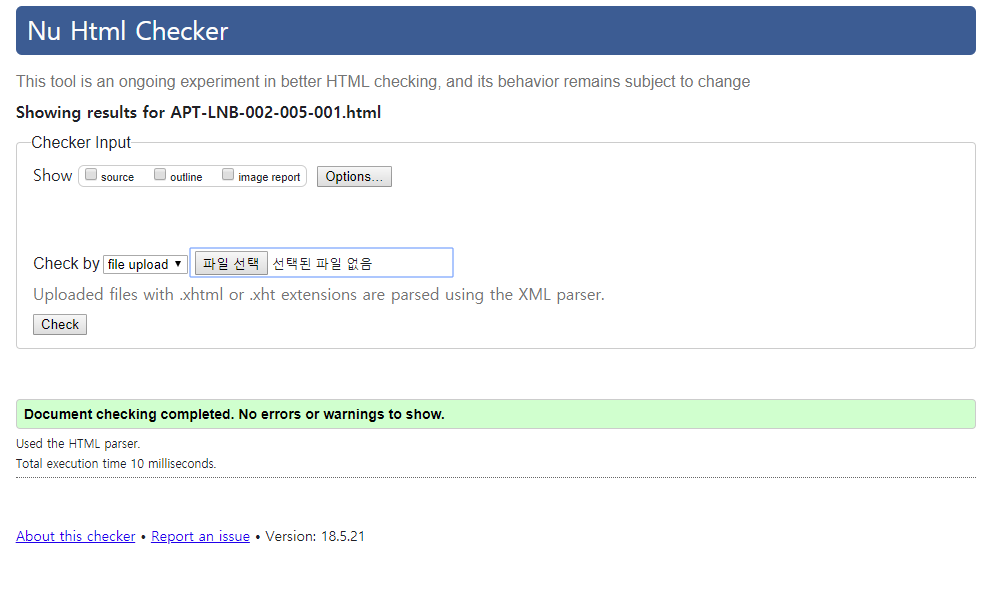 Nu Html Checker
This tool is an ongoing experiment in better HTML checking, and its behavior remains subject to change
Showing results for APT-LNB-002-005-001.html
Checker Input
Show source outline image report Options...
Check by file upload ▼ 파일 선택 선택된 파일 없음
Uploaded files with .xhtml or .xht extensions are parsed using the XML parser.
Check
Document checking completed. No errors or warnings to show.
Used the HTML parser.
Total execution time 10 milliseconds.
About this checker • Report an issue • Version: 18.5.21